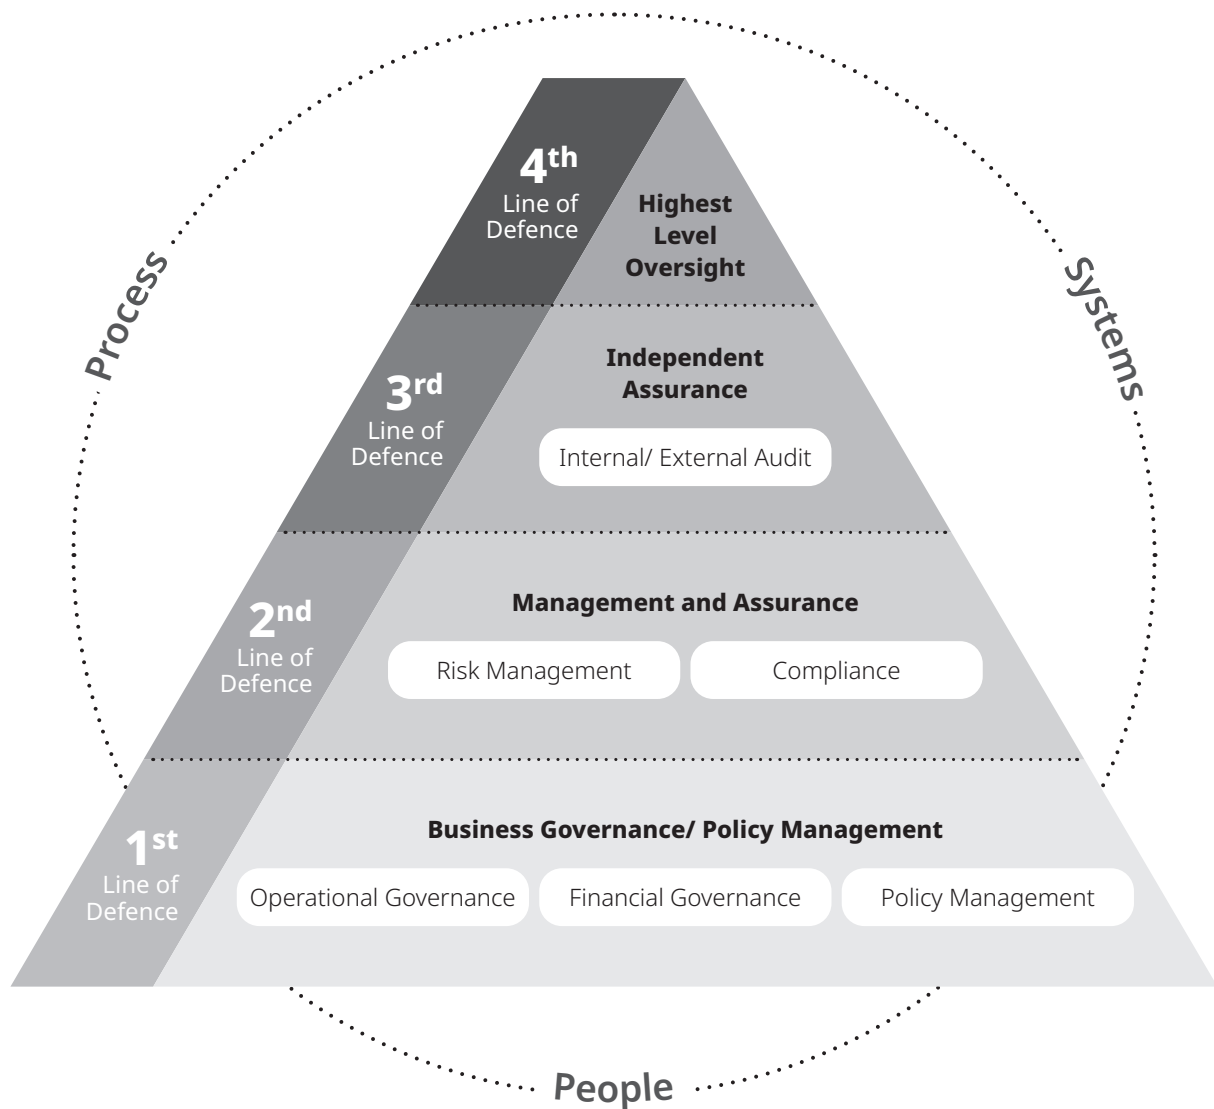 4th
Line of
Defence
Highest
Level
Oversight
Process
Systems
3rd
Line of
Defence
Independent
Assurance
Internal/ External Audit
2nd
Line of
Defence
Management and Assurance
Risk Management
Compliance
1st
Line of
Defence
Business Governance/ Policy Management
Operational Governance
Financial Governance
Policy Management
People